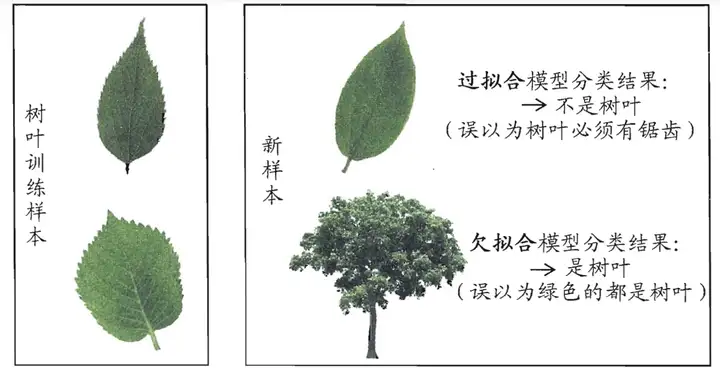 树叶训练样本
新样本
过拟合模型分类结果:
→ 不是树叶
(误以为树叶必须有锯齿)
欠拟合模型分类结果:
→ 是树叶
(误以为绿色的都是树叶)